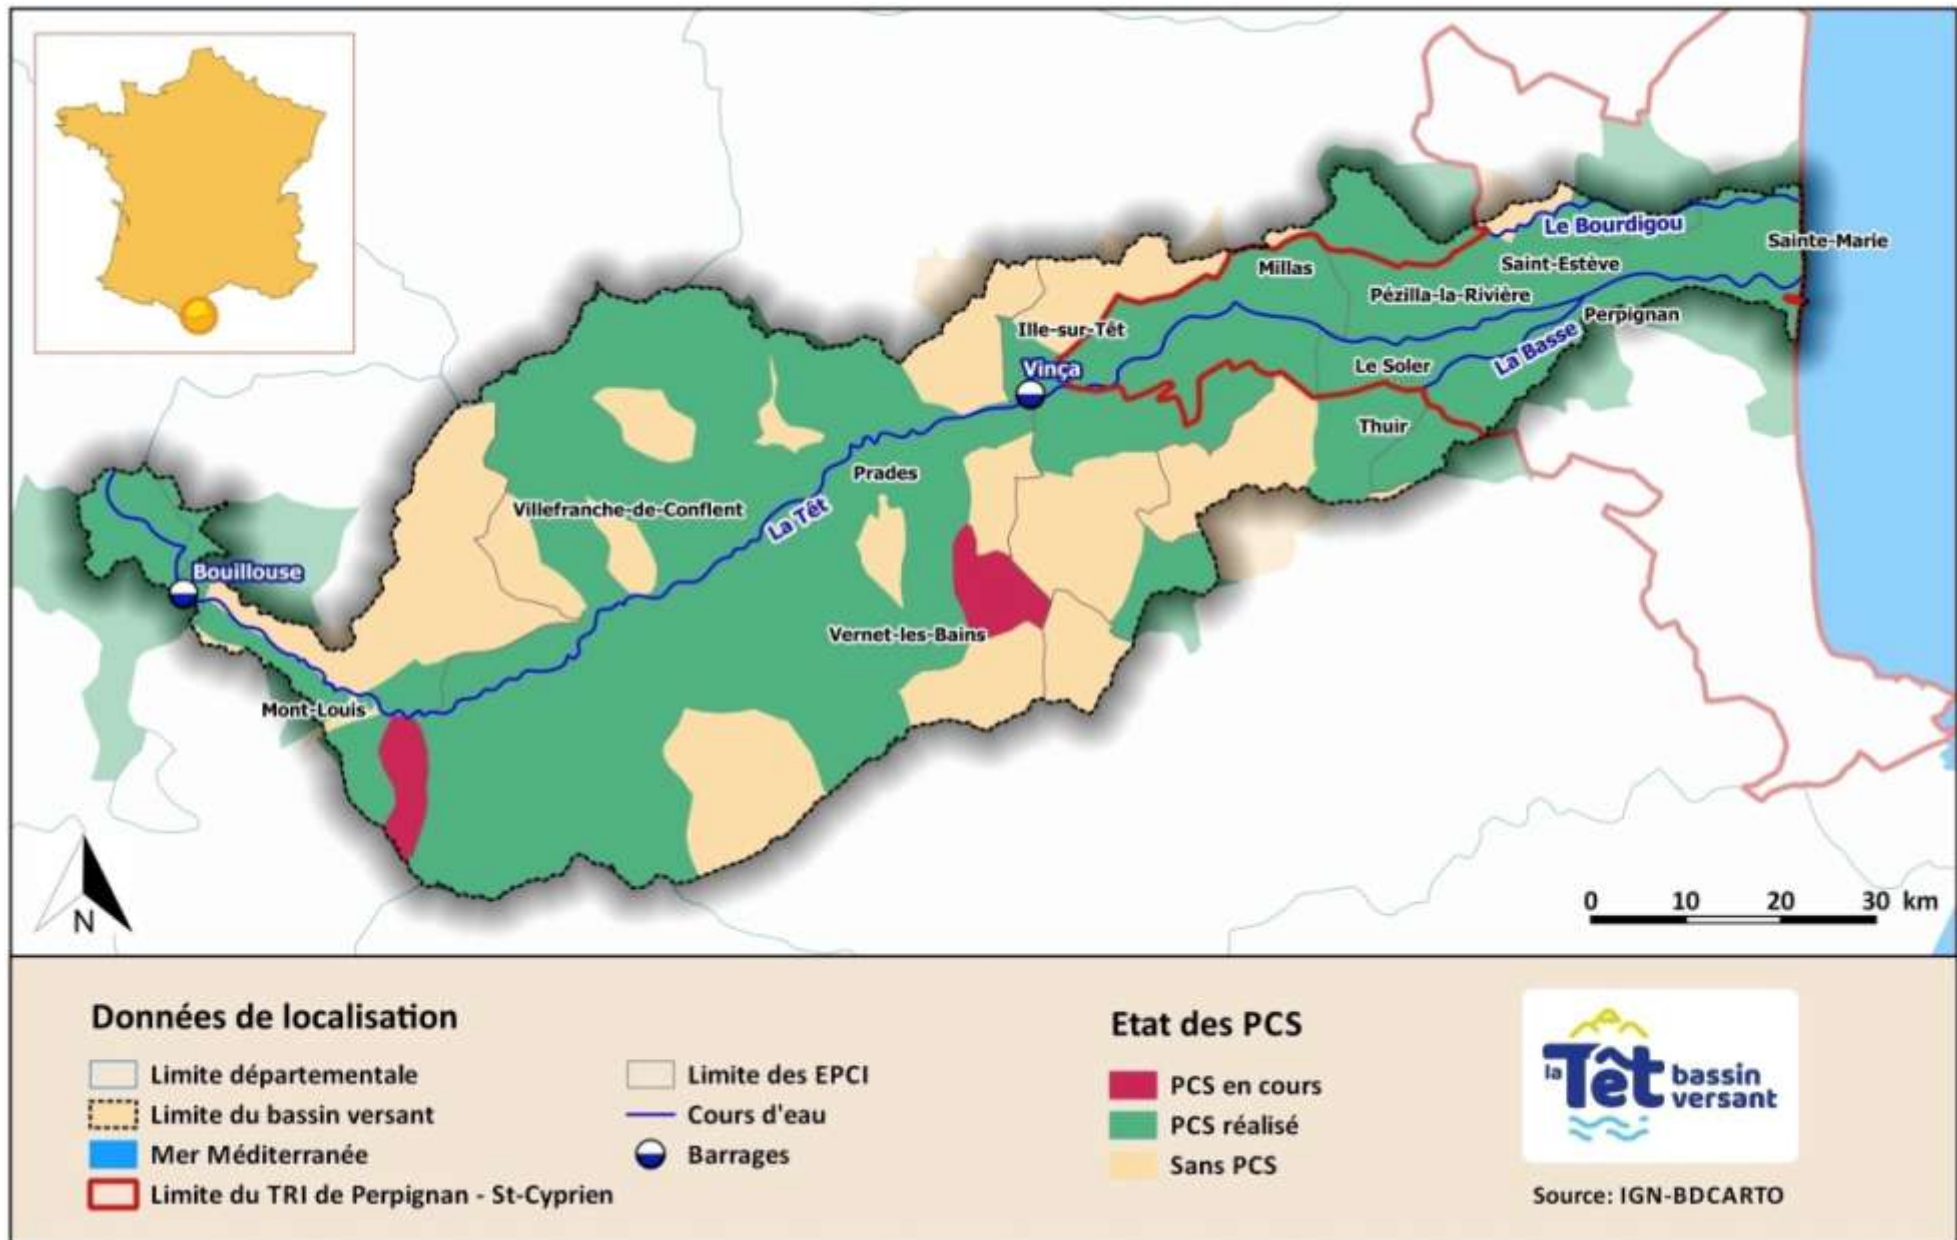 Le Bourdigou
Sainte-Marie
Millas
Saint-Estève
Pézilla-la-Rivière
Perpignan
Ille-sur-Têt
La Basse
Vinça
Le Soler
Thuir
Prades
Villefranche-de-Conflent
La Têt
Bouillouse
Vernet-les-Bains
Mont-Louis
N
0 10 20 30 km
Données de localisation
Limite départementale
Limite du bassin versant
Mer Méditerranée
Limite du TRI de Perpignan - St-Cyprien
Limite des EPCI
Cours d'eau
Barrages
Etat des PCS
PCS en cours
PCS réalisé
Sans PCS
la Têt bassin
versant
Source: IGN-BDCARTO